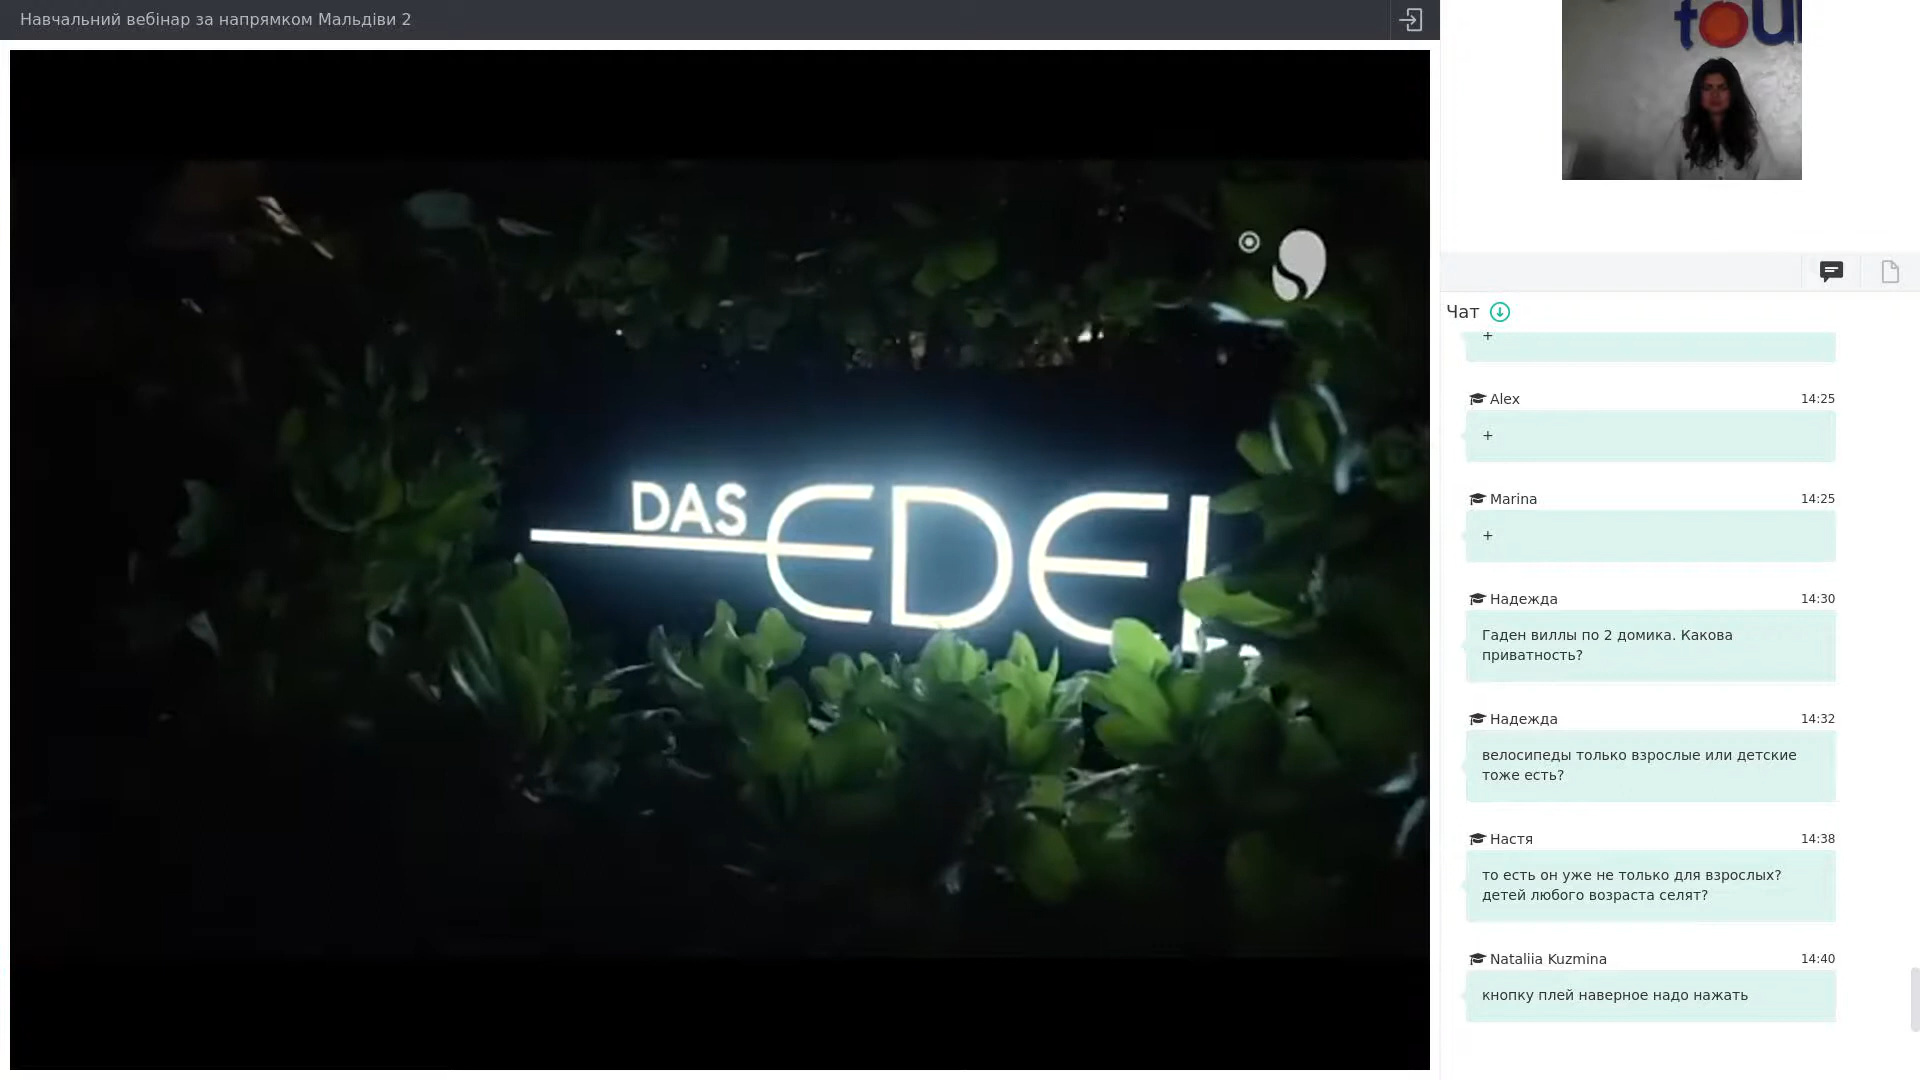 Навчальний вебінар за напрямком Мальдіви 2
DAS
EDEL
tour
Чат
+
Alex 14:25
+
Marina 14:25
+
Надежда 14:30
Гаден виллы по 2 домика. Какова
приватность?
Надежда 14:32
велосипеды только взрослые или детские
тоже есть?
Настя 14:38
то есть он уже не только для взрослых?
детей любого возраста селят?
Nataliia Kuzmina 14:40
кнопку плей наверное надо нажать